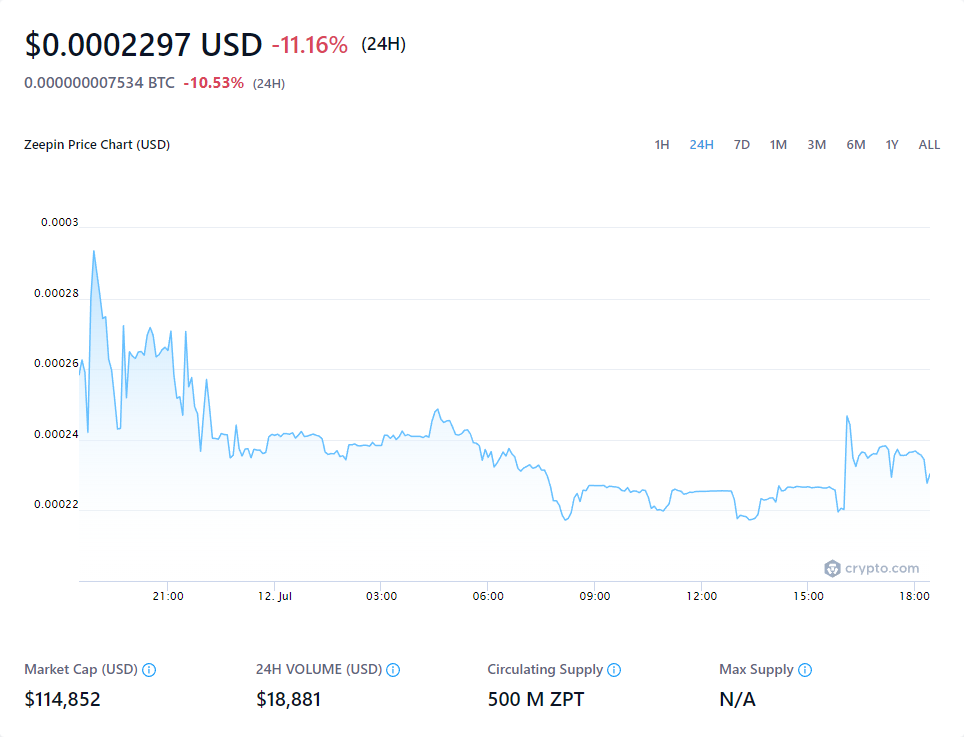 $0.0002297 USD -11.16% (24H)
0.000000007534 BTC -10.53% (24H)
Zeepin Price Chart (USD) 1H 24H 7D 1M 3M 6M 1Y ALL
0.0003
0.00028
0.00026
0.00024
0.00022
crypto.com
21:00 12. Jul 03:00 06:00 09:00 12:00 15:00 18:00
Market Cap (USD) 24H VOLUME (USD) Circulating Supply Max Supply
$114,852 $18,881 500 M ZPT N/A